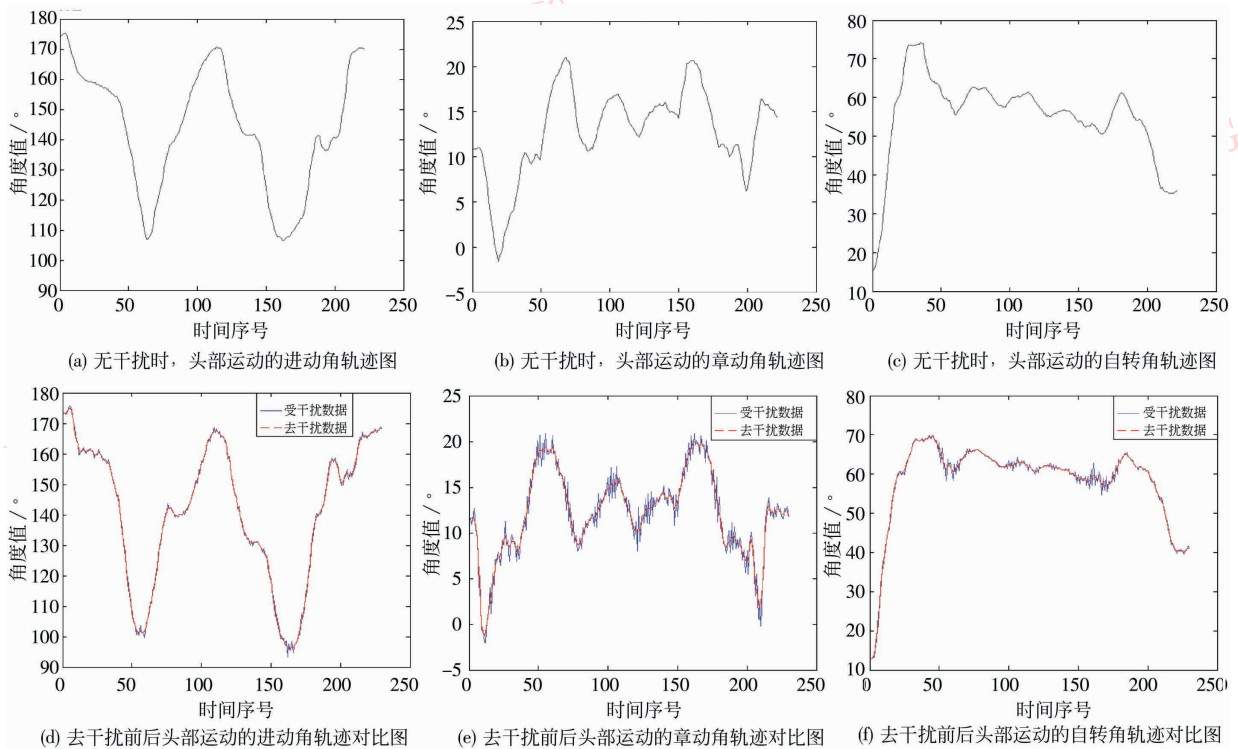 180
170
160
150
140
130
120
110
100
90
角度值/°
0 50 100 150 200 250
时间序号
(a) 无干扰时，头部运动的进动角轨迹图
25
20
15
10
5
0
-5
角度值/°
0 50 100 150 200 250
时间序号
(b) 无干扰时，头部运动的章动角轨迹图
80
70
60
50
40
30
20
10
角度值/°
0 50 100 150 200 250
时间序号
(c) 无干扰时，头部运动的自转角轨迹图
180
170
160
150
140
130
120
110
100
90
角度值/°
受干扰数据
去干扰数据
0 50 100 150 200 250
时间序号
(d) 去干扰前后头部运动的进动角轨迹对比图
25
20
15
10
15
0
-5
角度值/°
受干扰数据
去干扰数据
0 50 100 150 200 250
时间序号
(e) 去干扰前后头部运动的章动角轨迹对比图
80
70
60
50
40
30
20
10
角度值/°
受干扰数据
去干扰数据
0 50 100 150 200 250
时间序号
(f) 去干扰前后头部运动的自转角轨迹对比图